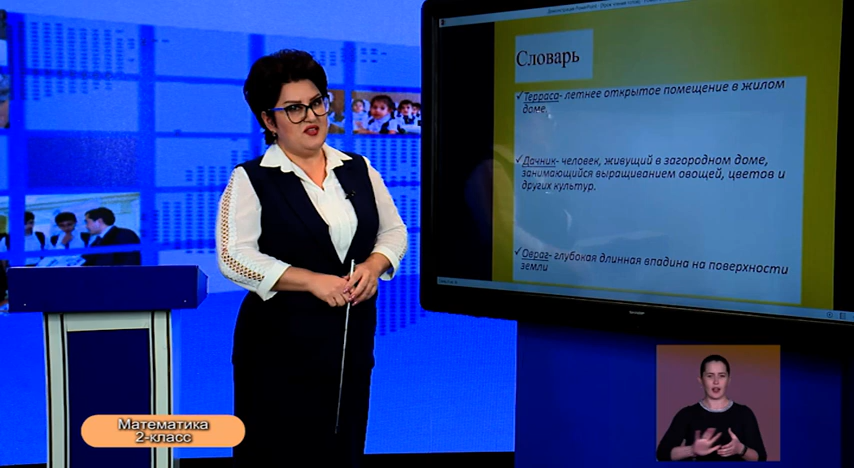 Словарь
✓Терраса- летнее открытое помещение в жилом
доме
✓Дачник- человек, живущий в загородном доме,
занимающийся выращиванием овощей, цветов и
других культур.
✓Овраг- глубокая длинная впадина на поверхности
земли
SHARP
Математика
2-класс